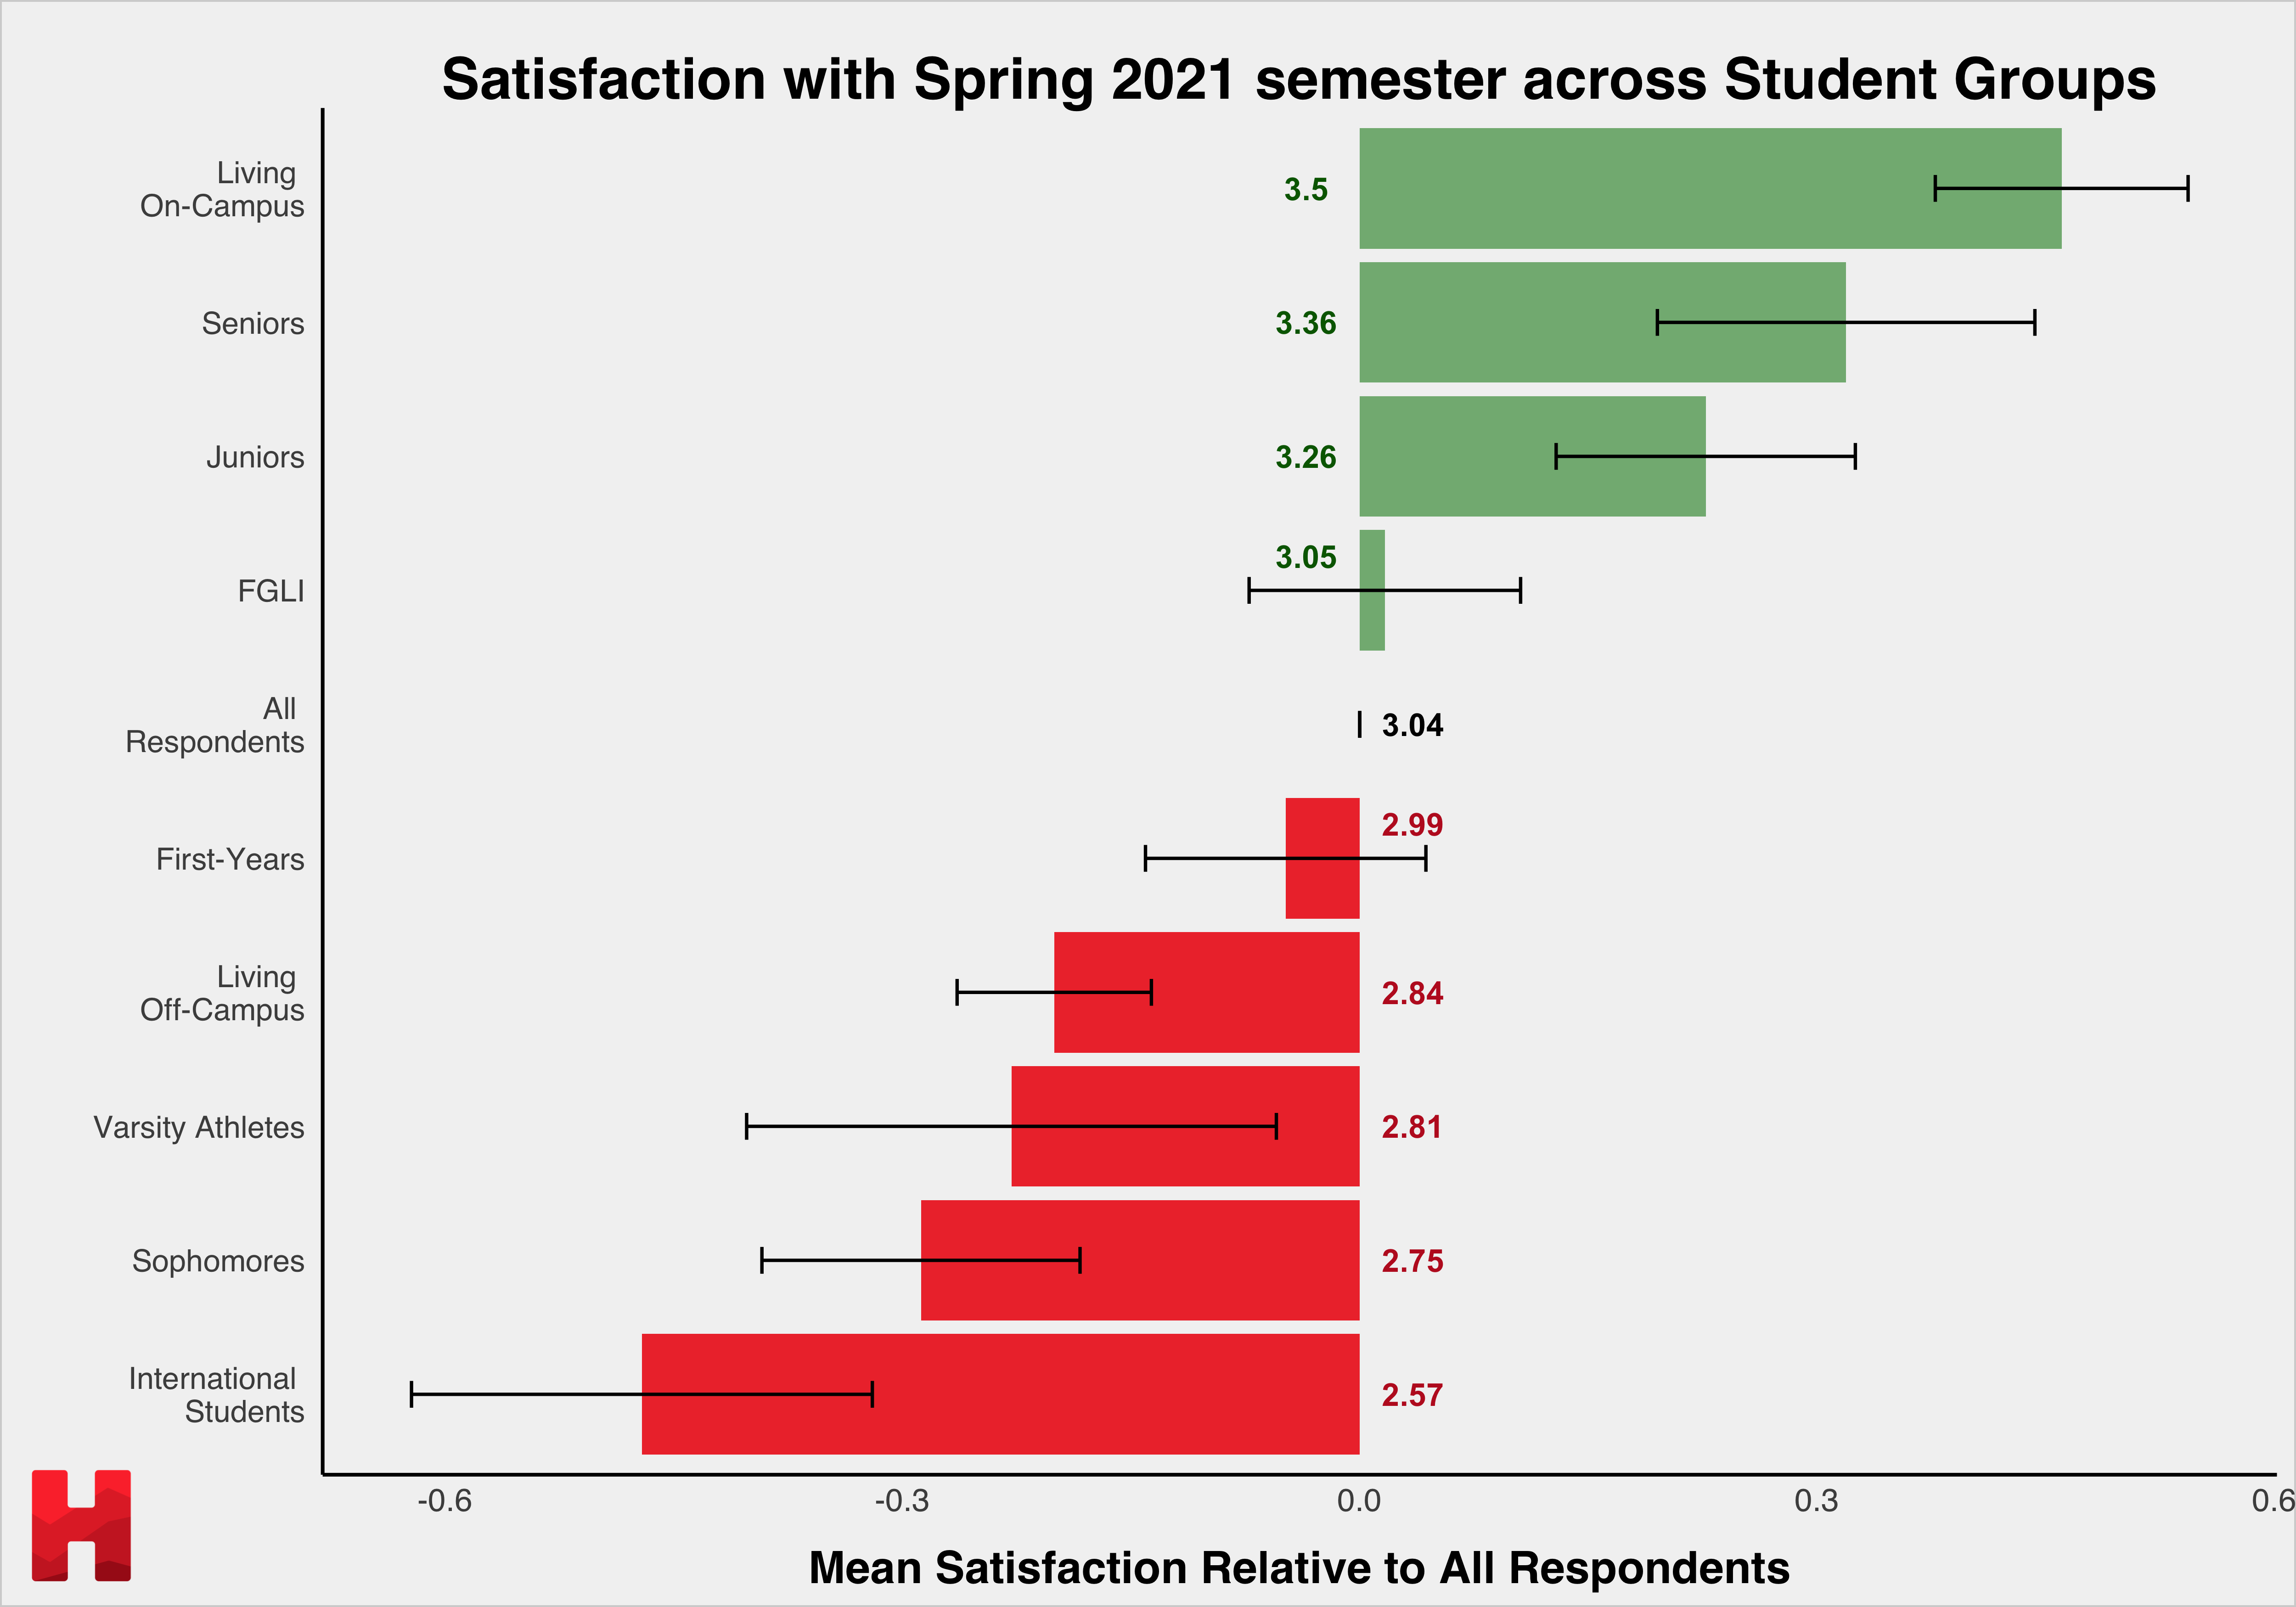 Satisfaction with Spring 2021 semester across Student Groups
Living
On-Campus
3.5
Seniors
3.36
Juniors
3.26
FGLI
3.05
All
Respondents
3.04
First-Years
2.99
Living
Off-Campus
2.84
Varsity Athletes
2.81
Sophomores
2.75
International
Students
2.57
-0.6 -0.3 0.0 0.3 0.6
Mean Satisfaction Relative to All Respondents
H